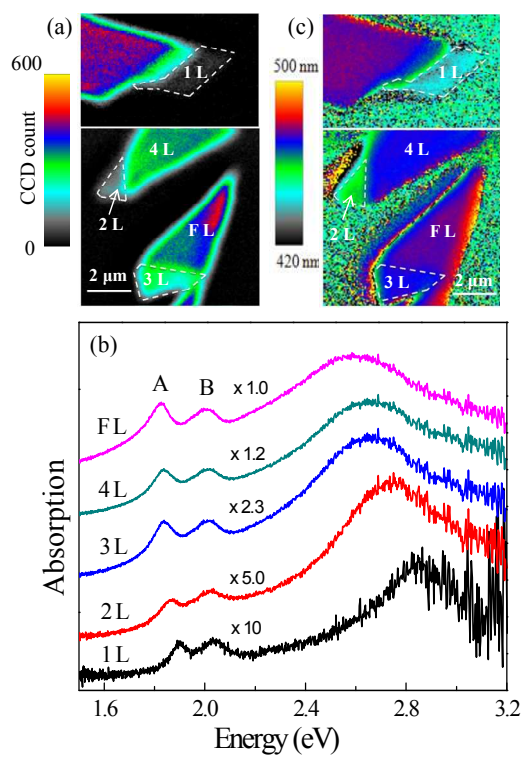 (a)
600
CCD count
0
1 L
4 L
2 L
F L
3 L
2 μm
(c)
500 nm
420 nm
1 L
4 L
2 L
F L
3 L
2 μm
(b)
A
B
x 1.0
F L
x 1.2
4 L
x 2.3
3 L
x 5.0
2 L
x 10
1 L
Absorption
1.6
2.0
2.4
2.8
3.2
Energy (eV)